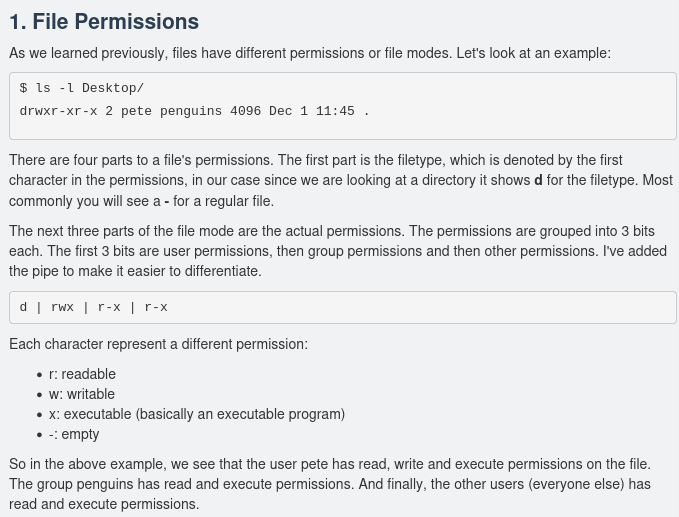 1. File Permissions
As we learned previously, files have different permissions or file modes. Let's look at an example:
$ ls -l Desktop/
drwxr-xr-x 2 pete penguins 4096 Dec 1 11:45 .
There are four parts to a file's permissions. The first part is the filetype, which is denoted by the first
character in the permissions, in our case since we are looking at a directory it shows d for the filetype. Most
commonly you will see a - for a regular file.
The next three parts of the file mode are the actual permissions. The permissions are grouped into 3 bits
each. The first 3 bits are user permissions, then group permissions and then other permissions. I've added
the pipe to make it easier to differentiate.
d | rwx | r-x | r-x
Each character represent a different permission:
• r: readable
• w: writable
• x: executable (basically an executable program)
• -: empty
So in the above example, we see that the user pete has read, write and execute permissions on the file.
The group penguins has read and execute permissions. And finally, the other users (everyone else) has
read and execute permissions.